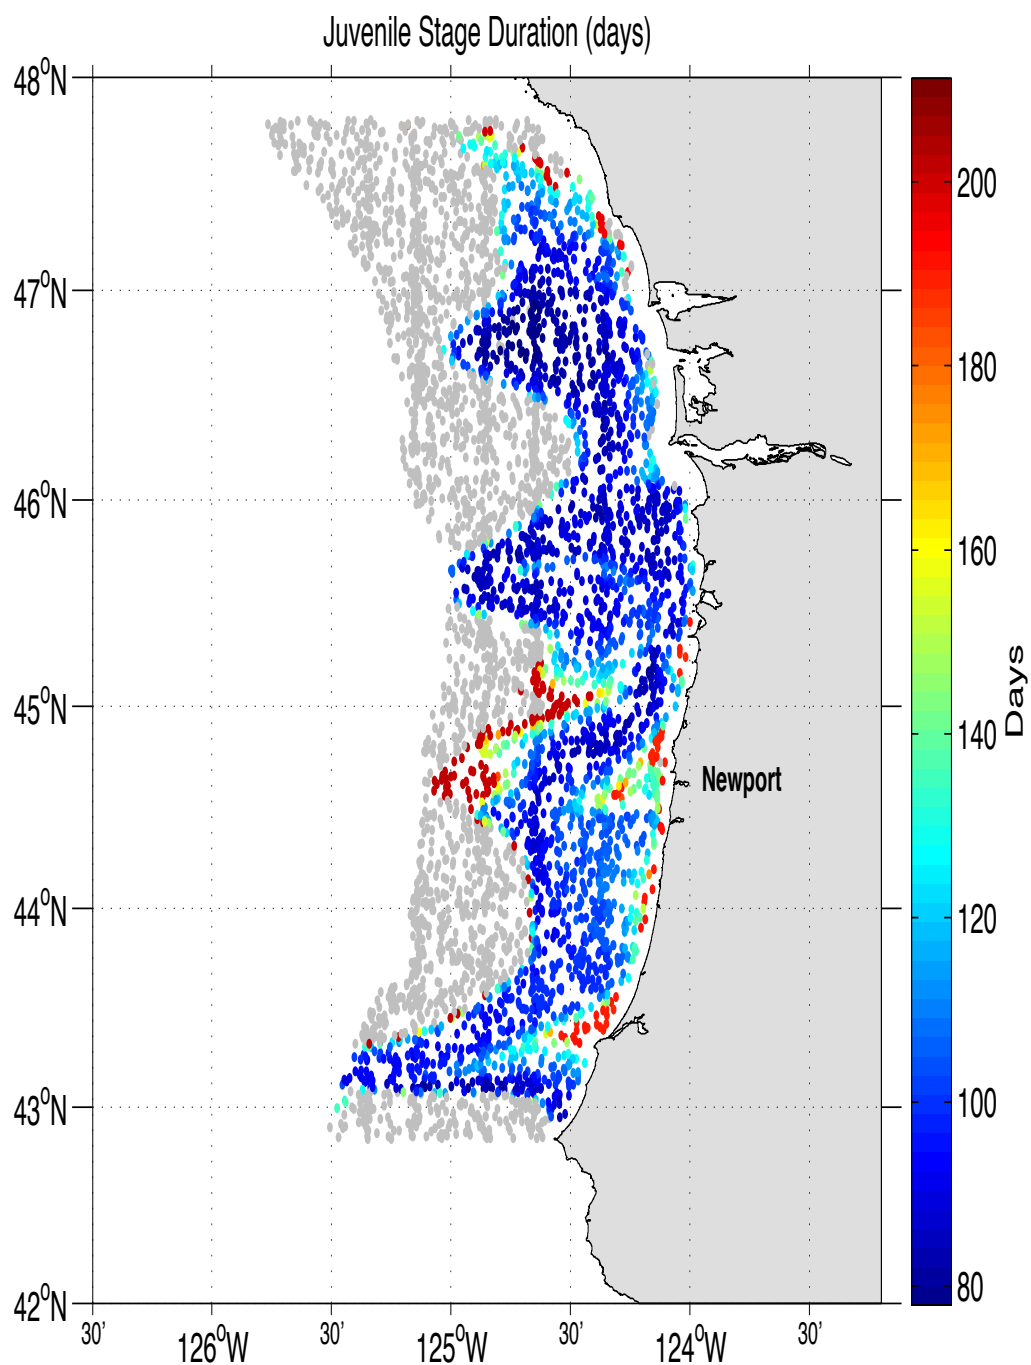 Juvenile Stage Duration (days)
48°N
47°N
46°N
45°N
44°N
43°N
42°N
30'
126°W
30'
125°W
30'
124°W
30'
Newport
200
180
160
140
120
100
80
Days